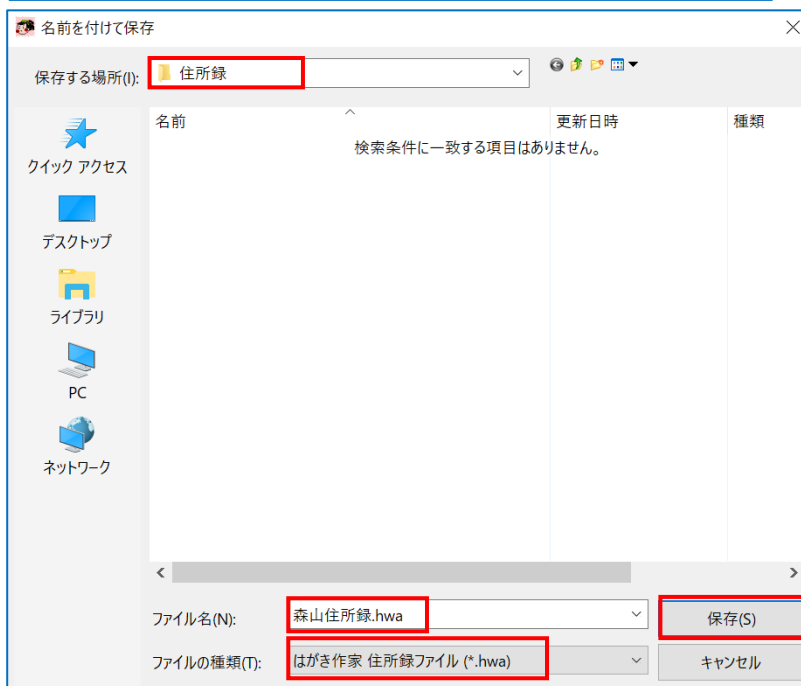 名前を付けて保存
保存する場所(I):
住所録
名前
更新日時
種類
検索条件に一致する項目はありません。
クイック アクセス
デスクトップ
ライブラリ
PC
ネットワーク
ファイル名(N):
森山住所録.hwa
保存(S)
ファイルの種類(T):
はがき作家 住所録ファイル (*.hwa)
キャンセル